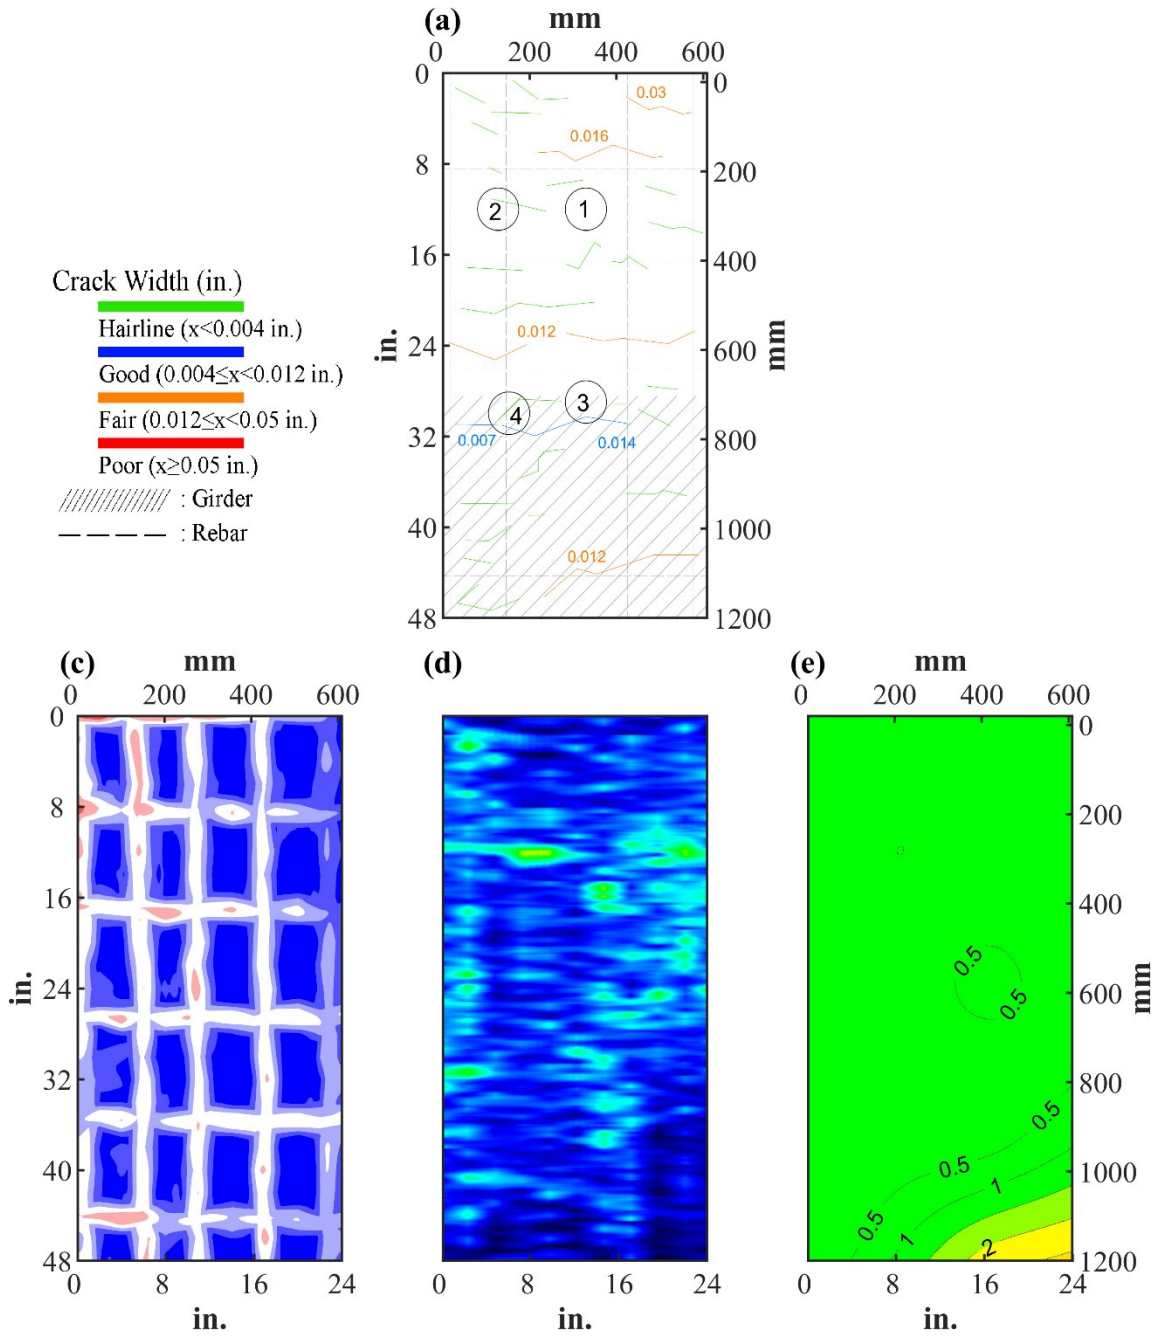 (a)
mm
0 200 400 600
0
8
16
24
32
40
48
in.
0
200
400
600
800
1000
1200
mm
0.03
0.016
2
1
0.012
4
3
0.007
0.014
0.012
Crack Width (in.)
Hairline (x<0.004 in.)
Good (0.004≤x<0.012 in.)
Fair (0.012≤x<0.05 in.)
Poor (x≥0.05 in.)
: Girder
: Rebar
(c)
mm
0 200 400 600
0
8
16
24
32
40
48
in.
0 8 16 24
in.
(d)
0 8 16 24
in.
(e)
mm
0 200 400 600
0
200
400
600
800
1000
1200
mm
0.5
0.5
0.5
0.5
1
0.5
1
2
0 8 16 24
in.